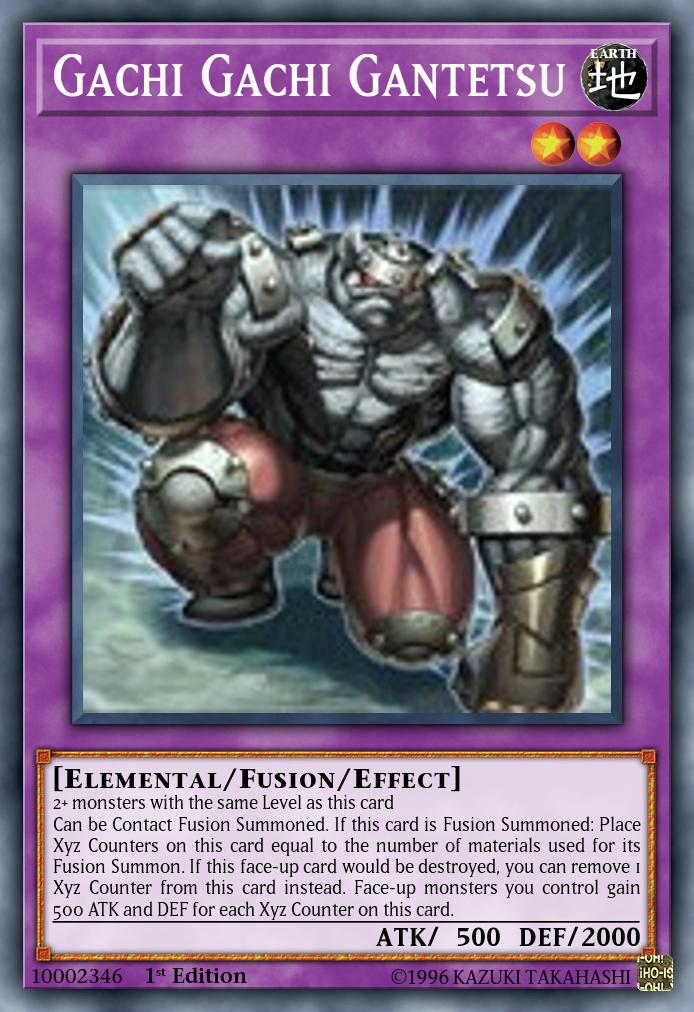 Gachi Gachi Gantetsu
EARTH
地
[Elemental/Fusion/Effect]
2+ monsters with the same Level as this card
Can be Contact Fusion Summoned. If this card is Fusion Summoned: Place
Xyz Counters on this card equal to the number of materials used for its
Fusion Summon. If this face-up card would be destroyed, you can remove 1
Xyz Counter from this card instead. Face-up monsters you control gain
500 ATK and DEF for each Xyz Counter on this card.
ATK/ 500 DEF/2000
10002346 1st Edition ©1996 KAZUKI TAKAHASHI